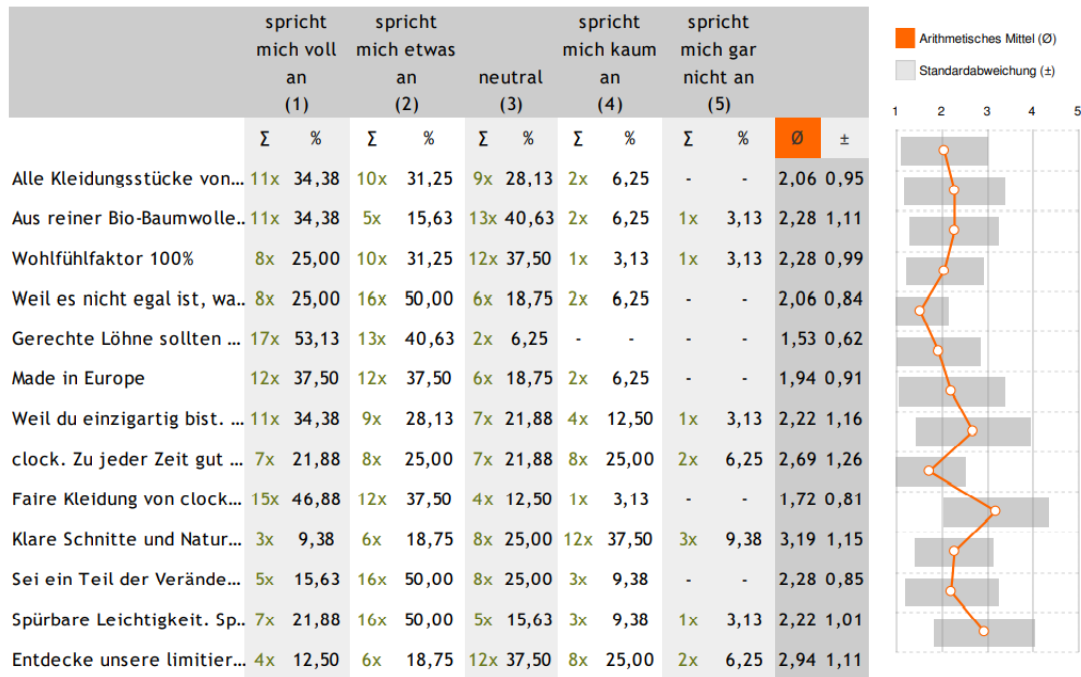 spricht mich voll an (1) spricht mich etwas an (2) neutral (3) spricht mich kaum an (4) spricht mich gar nicht an (5)
Σ % Σ % Σ % Σ % Σ % Ø ±
Alle Kleidungsstücke von... 11x 34,38 10x 31,25 9x 28,13 2x 6,25 - - 2,06 0,95
Aus reiner Bio-Baumwolle.. 11x 34,38 5x 15,63 13x 40,63 2x 6,25 1x 3,13 2,28 1,11
Wohlfühlfaktor 100% 8x 25,00 10x 31,25 12x 37,50 1x 3,13 1x 3,13 2,28 0,99
Weil es nicht egal ist, wa.. 8x 25,00 16x 50,00 6x 18,75 2x 6,25 - - 2,06 0,84
Gerechte Löhne sollten ... 17x 53,13 13x 40,63 2x 6,25 - - - - 1,53 0,62
Made in Europe 12x 37,50 12x 37,50 6x 18,75 2x 6,25 - - 1,94 0,91
Weil du einzigartig bist. ... 11x 34,38 9x 28,13 7x 21,88 4x 12,50 1x 3,13 2,22 1,16
clock. Zu jeder Zeit gut ... 7x 21,88 8x 25,00 7x 21,88 8x 25,00 2x 6,25 2,69 1,26
Faire Kleidung von clock... 15x 46,88 12x 37,50 4x 12,50 1x 3,13 - - 1,72 0,81
Klare Schnitte und Natur... 3x 9,38 6x 18,75 8x 25,00 12x 37,50 3x 9,38 3,19 1,15
Sei ein Teil der Verände... 5x 15,63 16x 50,00 8x 25,00 3x 9,38 - - 2,28 0,85
Spürbare Leichtigkeit. Sp.. 7x 21,88 16x 50,00 5x 15,63 3x 9,38 1x 3,13 2,22 1,01
Entdecke unsere limitier... 4x 12,50 6x 18,75 12x 37,50 8x 25,00 2x 6,25 2,94 1,11
Arithmetisches Mittel (Ø)
Standardabweichung (±)
1 2 3 4 5